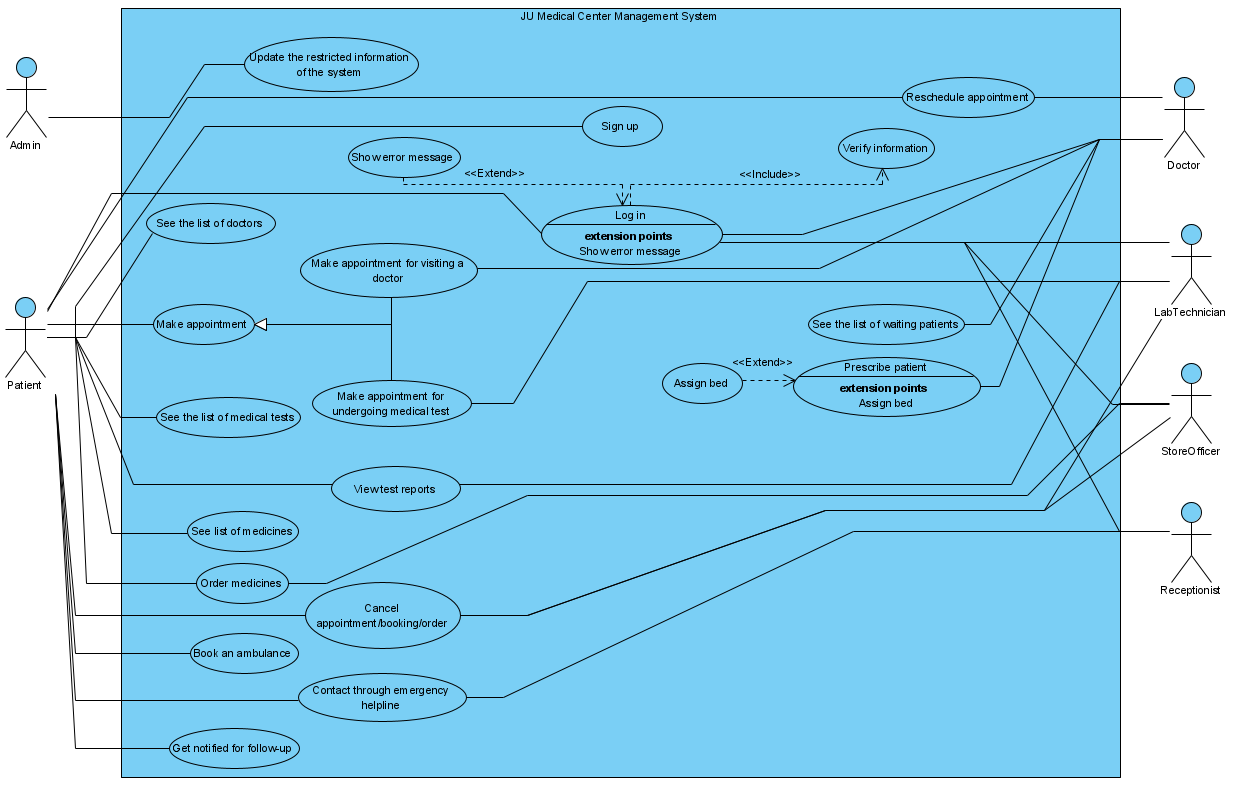 JU Medical Center Management System
Update the restricted information
of the system
Admin
Reschedule appointment
Doctor
Sign up
Show error message
Verify information
<<Extend>>
<<Include>>
Log in
extension points
Show error message
See the list of doctors
Make appointment for visiting a
doctor
LabTechnician
Patient
Make appointment
See the list of waiting patients
<<Extend>>
Prescribe patient
Assign bed
extension points
Assign bed
Make appointment for
undergoing medical test
See the list of medical tests
StoreOfficer
View test reports
See list of medicines
Order medicines
Receptionist
Cancel
appointment/booking/order
Book an ambulance
Contact through emergency
helpline
Get notified for follow-up